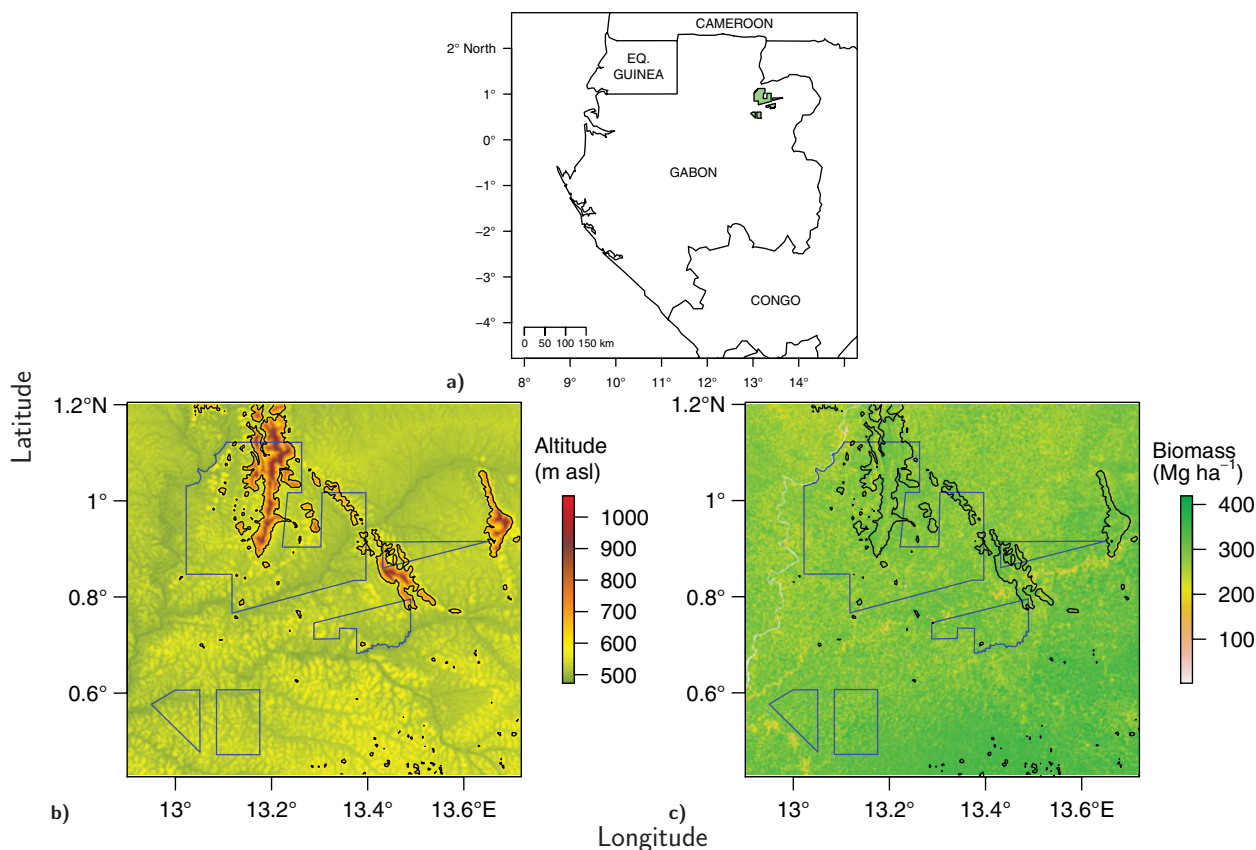 CAMEROON
2° North
EQ.
GUINEA
1°
0°
GABON
−1°
−2°
−3°
CONGO
−4°
0 50 100 150 km
a)
8° 9° 10° 11° 12° 13° 14°
Latitude
1.2°N
1°
0.8°
0.6°
Altitude
(m asl)
1000
900
800
700
600
500
13° 13.2° 13.4° 13.6°E
b)
1.2°N
1°
0.8°
0.6°
Biomass
(Mg ha⁻¹)
400
300
200
100
13° 13.2° 13.4° 13.6°E
c)
Longitude